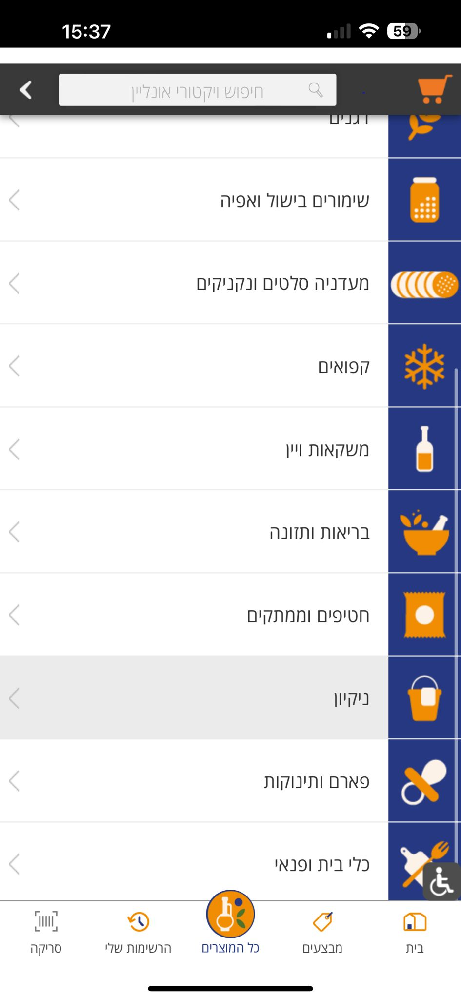 15:37
59
חיפוש ויקטורי אונליין
דגנים
שימורים בישול ואפיה
מעדניה סלטים ונקניקים
קפואים
משקאות ויין
בריאות ותזונה
חטיפים וממתקים
ניקיון
פארם ותינוקות
כלי בית ופנאי
בית
מבצעים
כל המוצרים
הרשימות שלי
סריקה